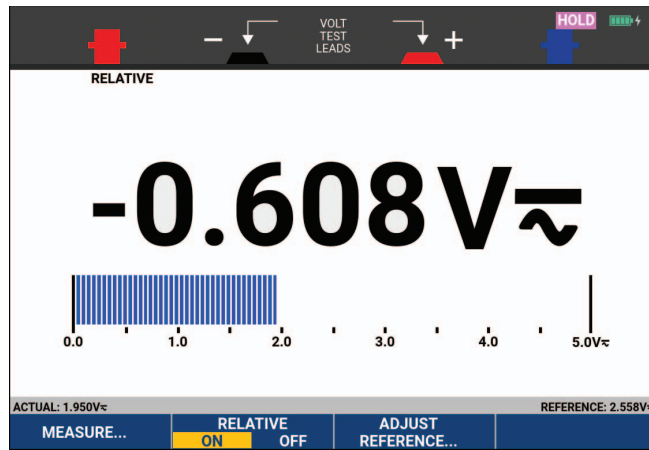 VOLT
TEST
LEADS
− +
HOLD
RELATIVE
-0.608 V⏦
0.0 1.0 2.0 3.0 4.0 5.0V⏦
ACTUAL: 1.950V⏦ REFERENCE: 2.558V
MEASURE...
RELATIVE
ON OFF
ADJUST
REFERENCE...